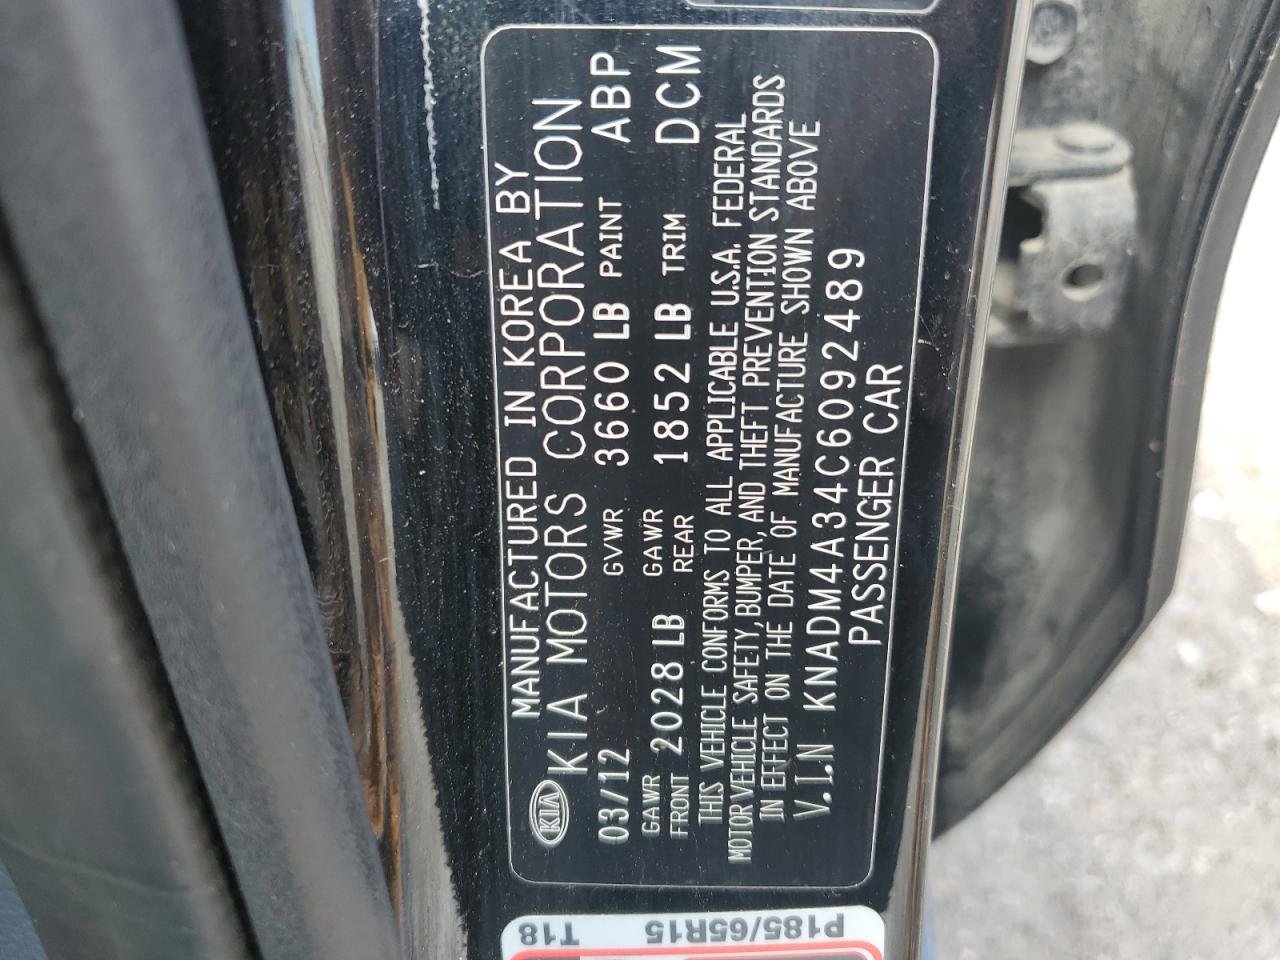 KIA
MANUFACTURED IN KOREA BY
KIA MOTORS CORPORATION
03/12 GVWR 3660 LB PAINT ABP
GAWR FRONT 2028 LB GAWR REAR 1852 LB TRIM DCM
THIS VEHICLE CONFORMS TO ALL APPLICABLE U.S.A. FEDERAL
MOTOR VEHICLE SAFETY, BUMPER, AND THEFT PREVENTION STANDARDS
IN EFFECT ON THE DATE OF MANUFACTURE SHOWN ABOVE
V.I.N KNADM4A34C6092489
PASSENGER CAR
P185/65R15
T18